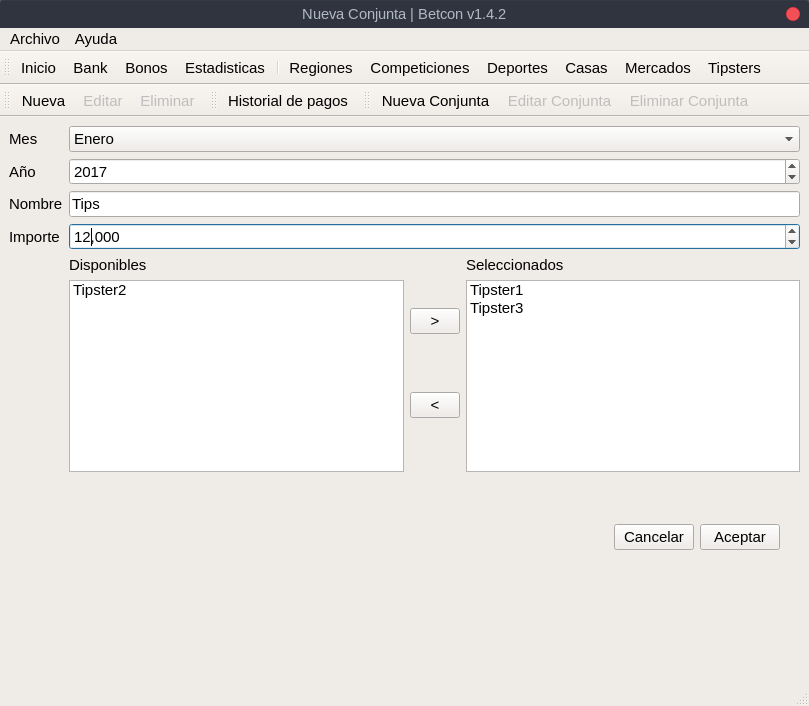 Nueva Conjunta | Betcon v1.4.2
Archivo Ayuda
Inicio Bank Bonos Estadisticas Regiones Competiciones Deportes Casas Mercados Tipsters
Nueva Editar Eliminar Historial de pagos Nueva Conjunta Editar Conjunta Eliminar Conjunta
Mes Enero
Año 2017
Nombre Tips
Importe 12,000
Disponibles Seleccionados
Tipster2 Tipster1
Tipster3
>
<
Cancelar Aceptar